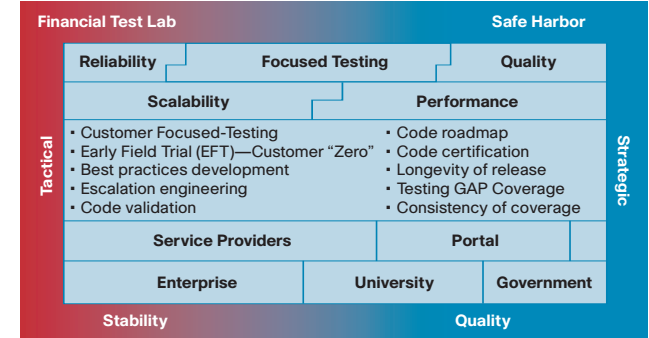 Financial Test Lab Safe Harbor
Reliability Focused Testing Quality
Scalability Performance
Tactical
▪ Customer Focused-Testing
▪ Early Field Trial (EFT)—Customer “Zero”
▪ Best practices development
▪ Escalation engineering
▪ Code validation
▪ Code roadmap
▪ Code certification
▪ Longevity of release
▪ Testing GAP Coverage
▪ Consistency of coverage
Strategic
Service Providers Portal
Enterprise University Government
Stability Quality